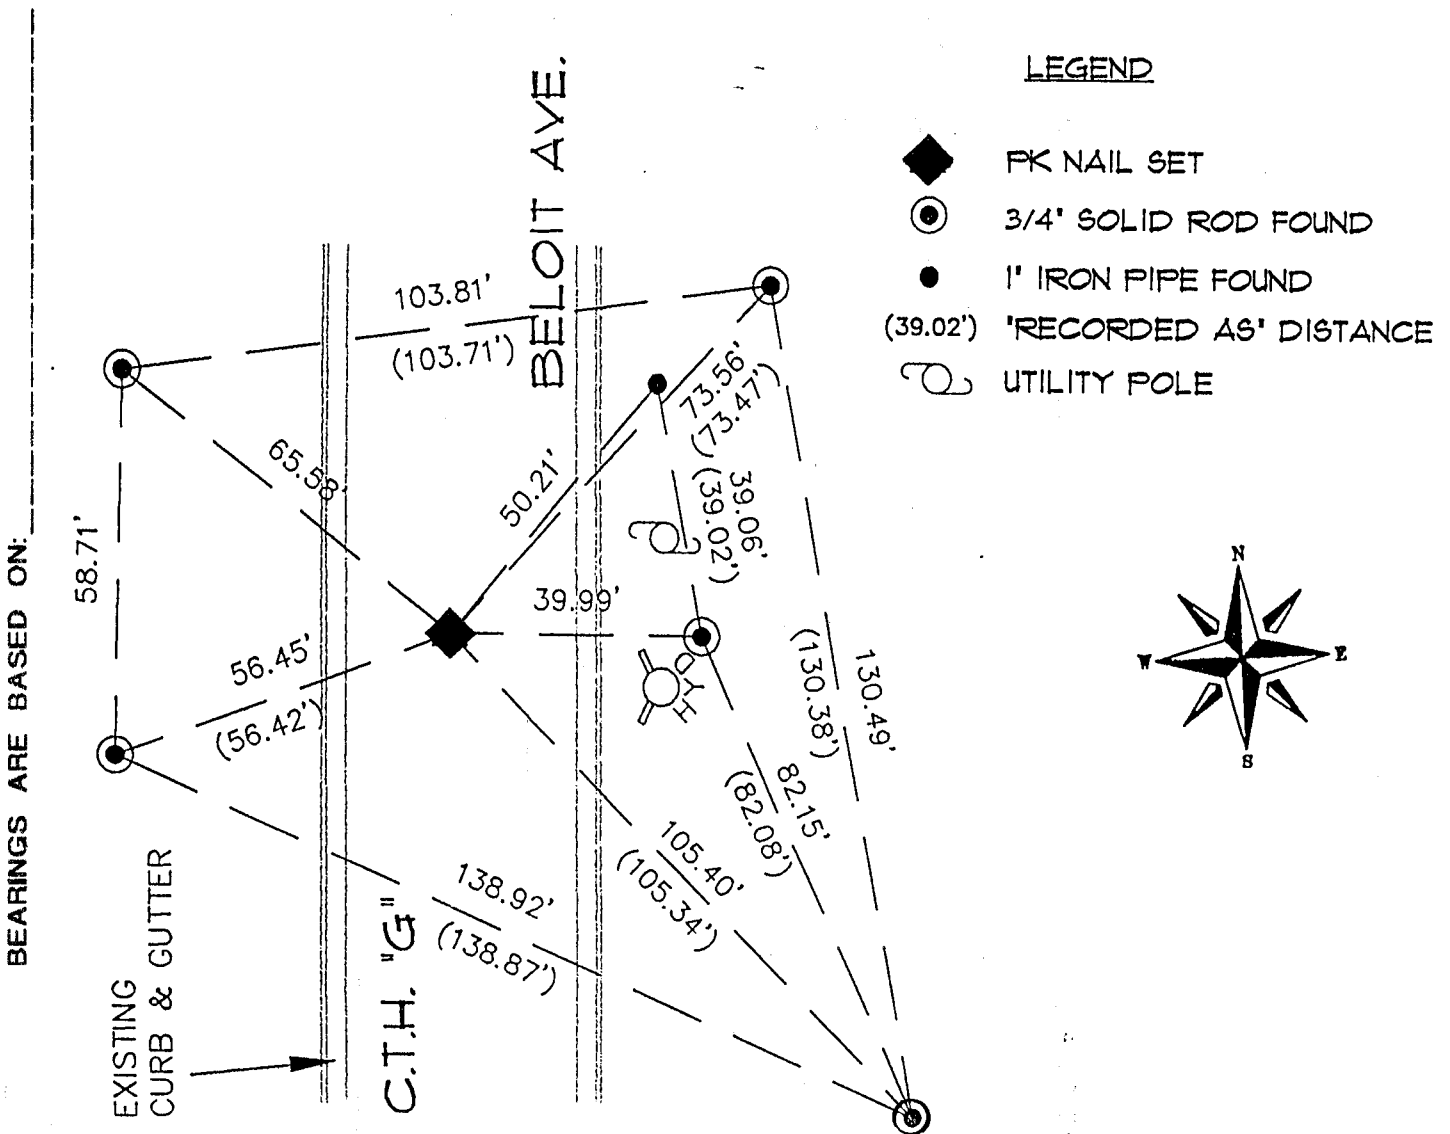 BEARINGS ARE BASED ON:
BELOIT AVE.
C.T.H. "G"
EXISTING
CURB & GUTTER
103.81'
(103.71')
65.58'
58.71'
56.45'
(56.42')
50.21'
73.56'
(73.47')
39.06'
(39.02')
39.99'
HYD
130.49'
(130.38')
82.15'
(82.08')
105.40'
(105.34')
138.92'
(138.87')
LEGEND
PK NAIL SET
3/4" SOLID ROD FOUND
1" IRON PIPE FOUND
(39.02') "RECORDED AS" DISTANCE
UTILITY POLE
N
W
E
S